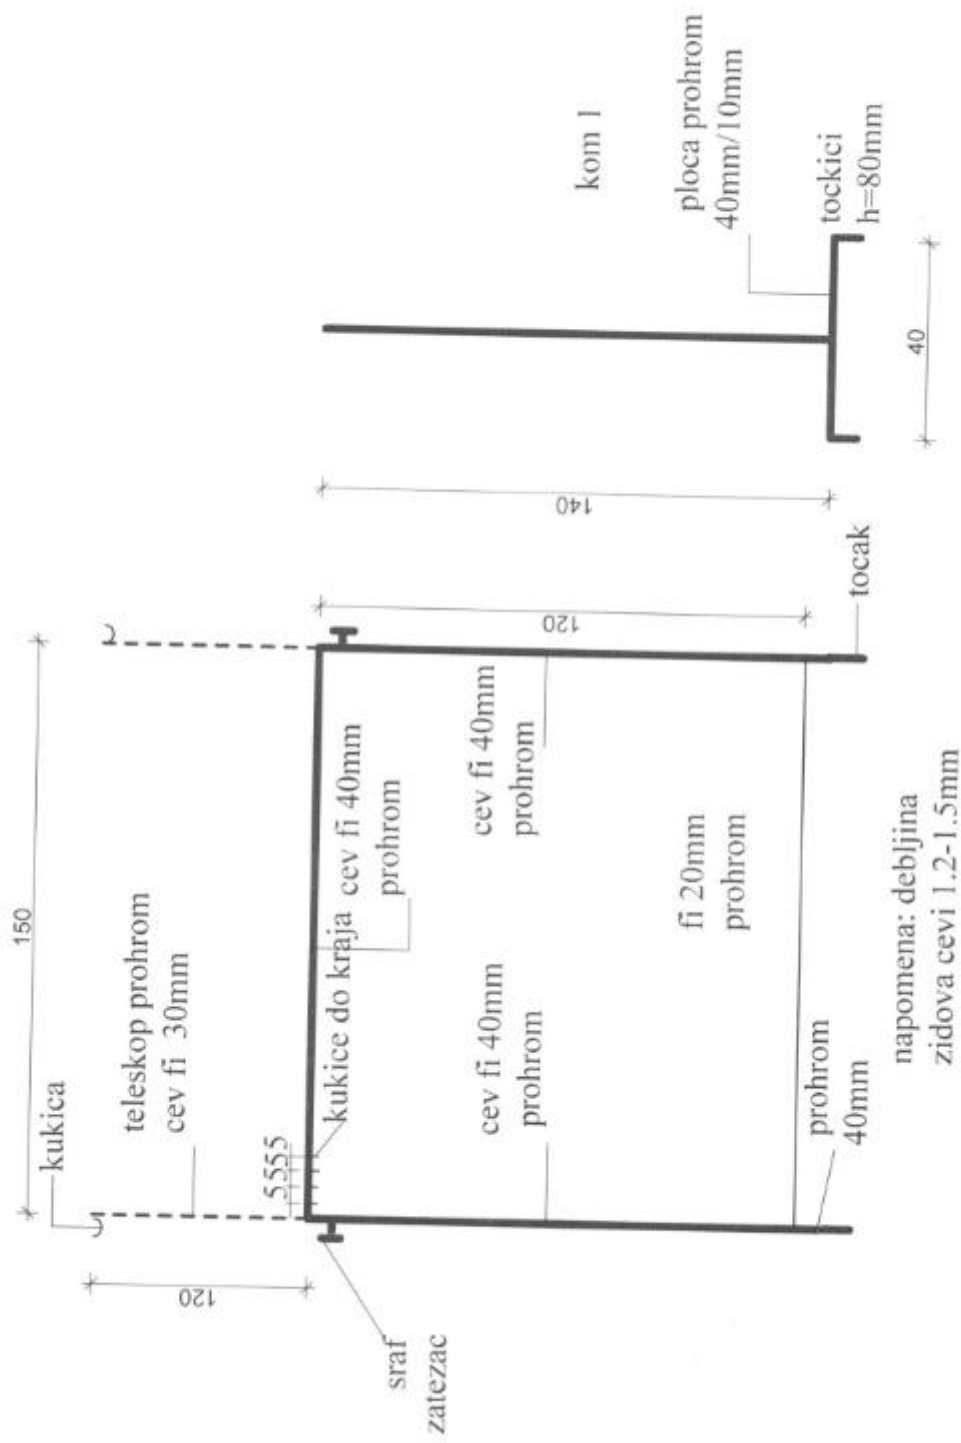 150
kukica
teleskop prohrom
cev fi 30mm
120
5555
kukice do kraja
cev fi 40mm
prohrom
sraf
zatezac
cev fi 40mm
prohrom
cev fi 40mm
prohrom
120
fi 20mm
prohrom
prohrom
40mm
tocak
napomena: debljina
zidova cevi 1.2-1.5mm
140
kom 1
ploca prohrom
40mm/10mm
tockici
h=80mm
40